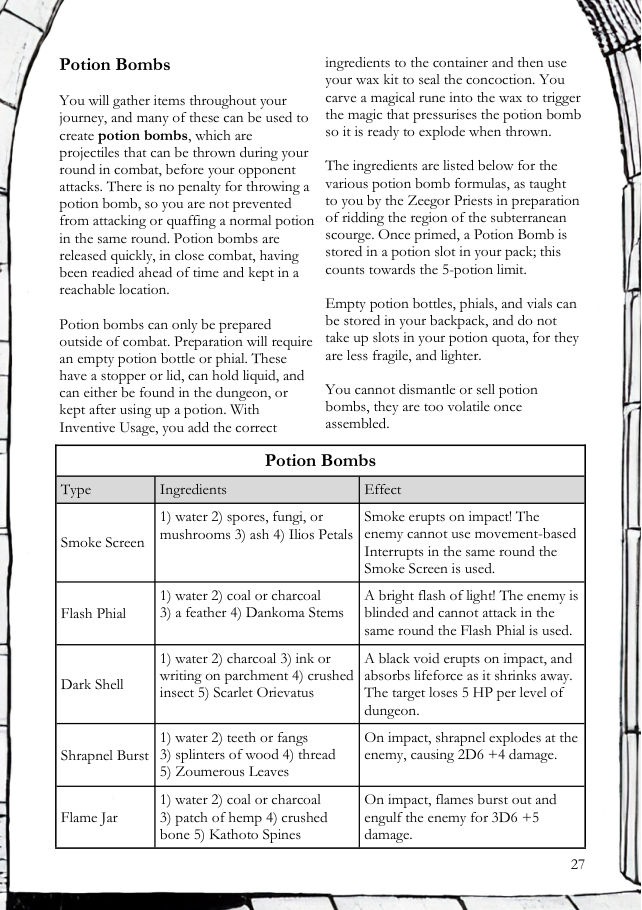 Potion Bombs
You will gather items throughout your
journey, and many of these can be used to
create potion bombs, which are
projectiles that can be thrown during your
round in combat, before your opponent
attacks. There is no penalty for throwing a
potion bomb, so you are not prevented
from attacking or quaffing a normal potion
in the same round. Potion bombs are
released quickly, in close combat, having
been readied ahead of time and kept in a
reachable location.
Potion bombs can only be prepared
outside of combat. Preparation will require
an empty potion bottle or phial. These
have a stopper or lid, can hold liquid, and
can either be found in the dungeon, or
kept after using up a potion. With
Inventive Usage, you add the correct
ingredients to the container and then use
your wax kit to seal the concoction. You
carve a magical rune into the wax to trigger
the magic that pressurises the potion bomb
so it is ready to explode when thrown.
The ingredients are listed below for the
various potion bomb formulas, as taught
to you by the Zeegor Priests in preparation
of ridding the region of the subterranean
scourge. Once primed, a Potion Bomb is
stored in a potion slot in your pack; this
counts towards the 5-potion limit.
Empty potion bottles, phials, and vials can
be stored in your backpack, and do not
take up slots in your potion quota, for they
are less fragile, and lighter.
You cannot dismantle or sell potion
bombs, they are too volatile once
assembled.
Potion Bombs
Type
Ingredients
Effect
Smoke Screen
1) water 2) spores, fungi, or
mushrooms 3) ash 4) Ilios Petals
Smoke erupts on impact! The
enemy cannot use movement-based
Interrupts in the same round the
Smoke Screen is used.
Flash Phial
1) water 2) coal or charcoal
3) a feather 4) Dankoma Stems
A bright flash of light! The enemy is
blinded and cannot attack in the
same round the Flash Phial is used.
Dark Shell
1) water 2) charcoal 3) ink or
writing on parchment 4) crushed
insect 5) Scarlet Orievatus
A black void erupts on impact, and
absorbs lifeforce as it shrinks away.
The target loses 5 HP per level of
dungeon.
Shrapnel Burst
1) water 2) teeth or fangs
3) splinters of wood 4) thread
5) Zoumerous Leaves
On impact, shrapnel explodes at the
enemy, causing 2D6 +4 damage.
Flame Jar
1) water 2) coal or charcoal
3) patch of hemp 4) crushed
bone 5) Kathoto Spines
On impact, flames burst out and
engulf the enemy for 3D6 +5
damage.
27